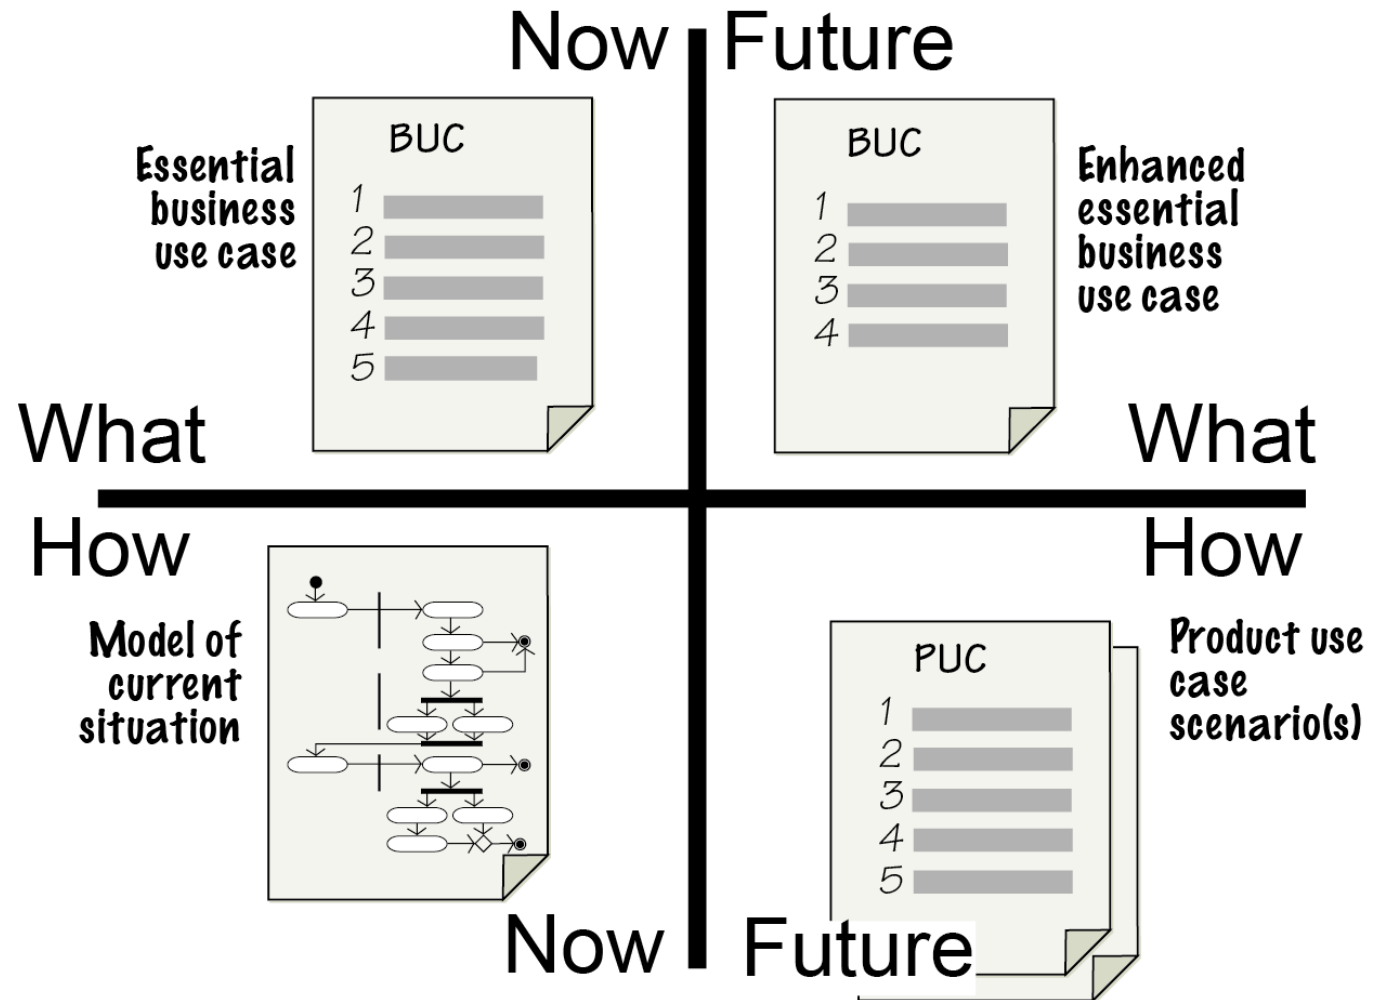 Now
Future
Essential
business
use case
BUC
1
2
3
4
5
BUC
1
2
3
4
Enhanced
essential
business
use case
What
What
How
How
Model of
current
situation
PUC
1
2
3
4
5
Product use
case
scenario(s)
Now
Future